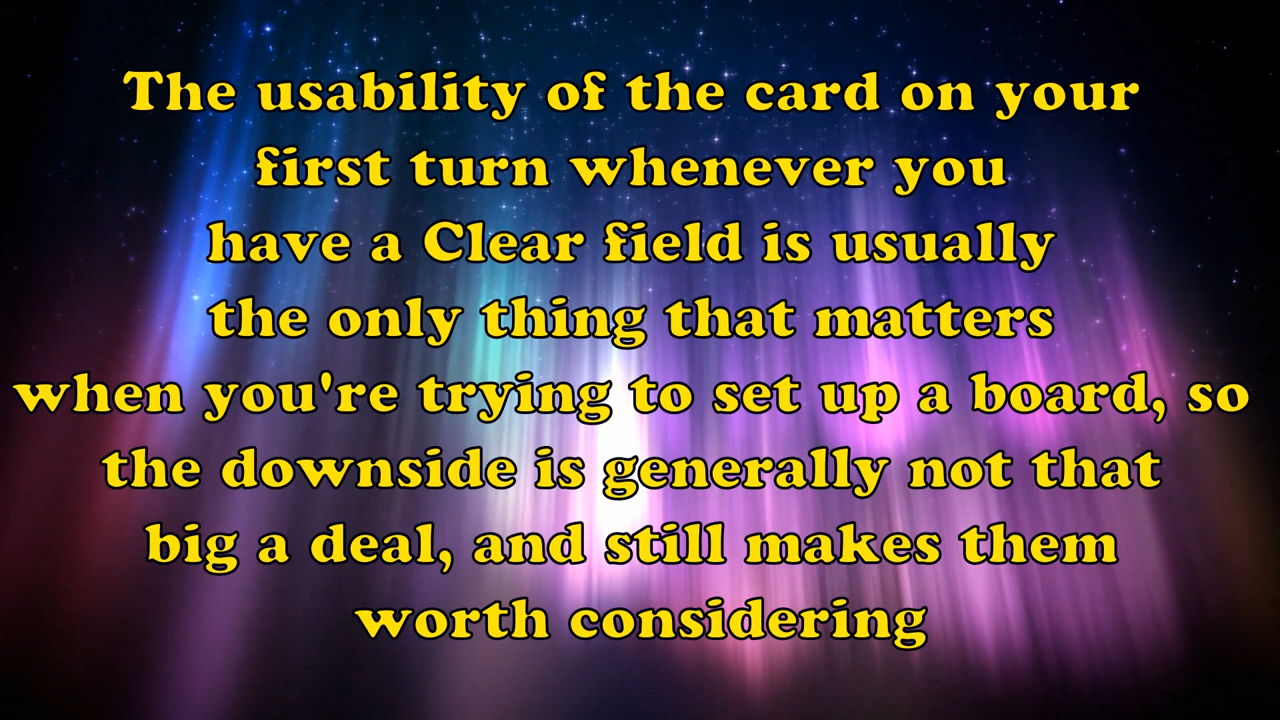 The usability of the card on your
first turn whenever you
have a Clear field is usually
the only thing that matters
when you're trying to set up a board, so
the downside is generally not that
big a deal, and still makes them
worth considering